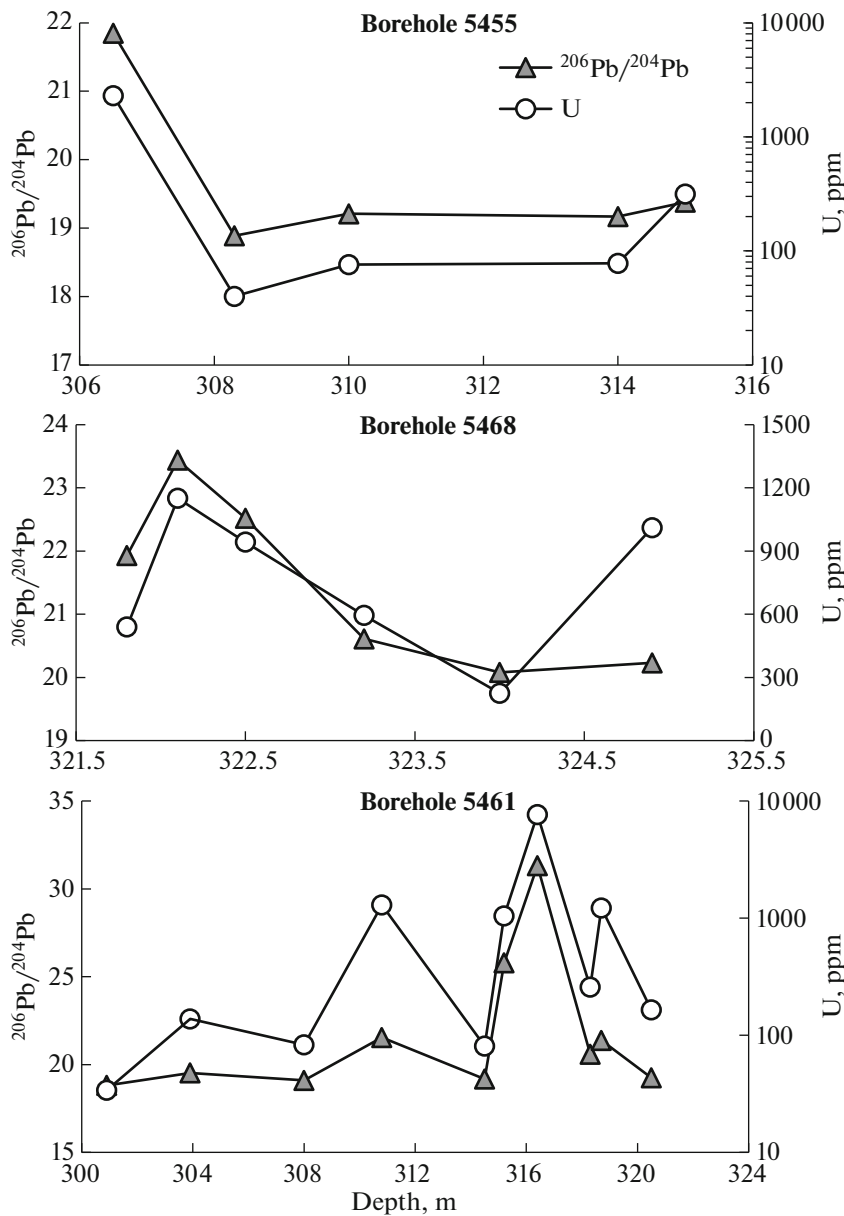 Borehole 5455
²⁰⁶Pb/²⁰⁴Pb
U
22
21
20
19
18
17
²⁰⁶Pb/²⁰⁴Pb
10000
1000
100
10
U, ppm
306 308 310 312 314 316
Borehole 5468
24
23
22
21
20
19
²⁰⁶Pb/²⁰⁴Pb
1500
1200
900
600
300
0
U, ppm
321.5 322.5 323.5 324.5 325.5
Borehole 5461
35
30
25
20
15
²⁰⁶Pb/²⁰⁴Pb
10000
1000
100
10
U, ppm
300 304 308 312 316 320 324
Depth, m